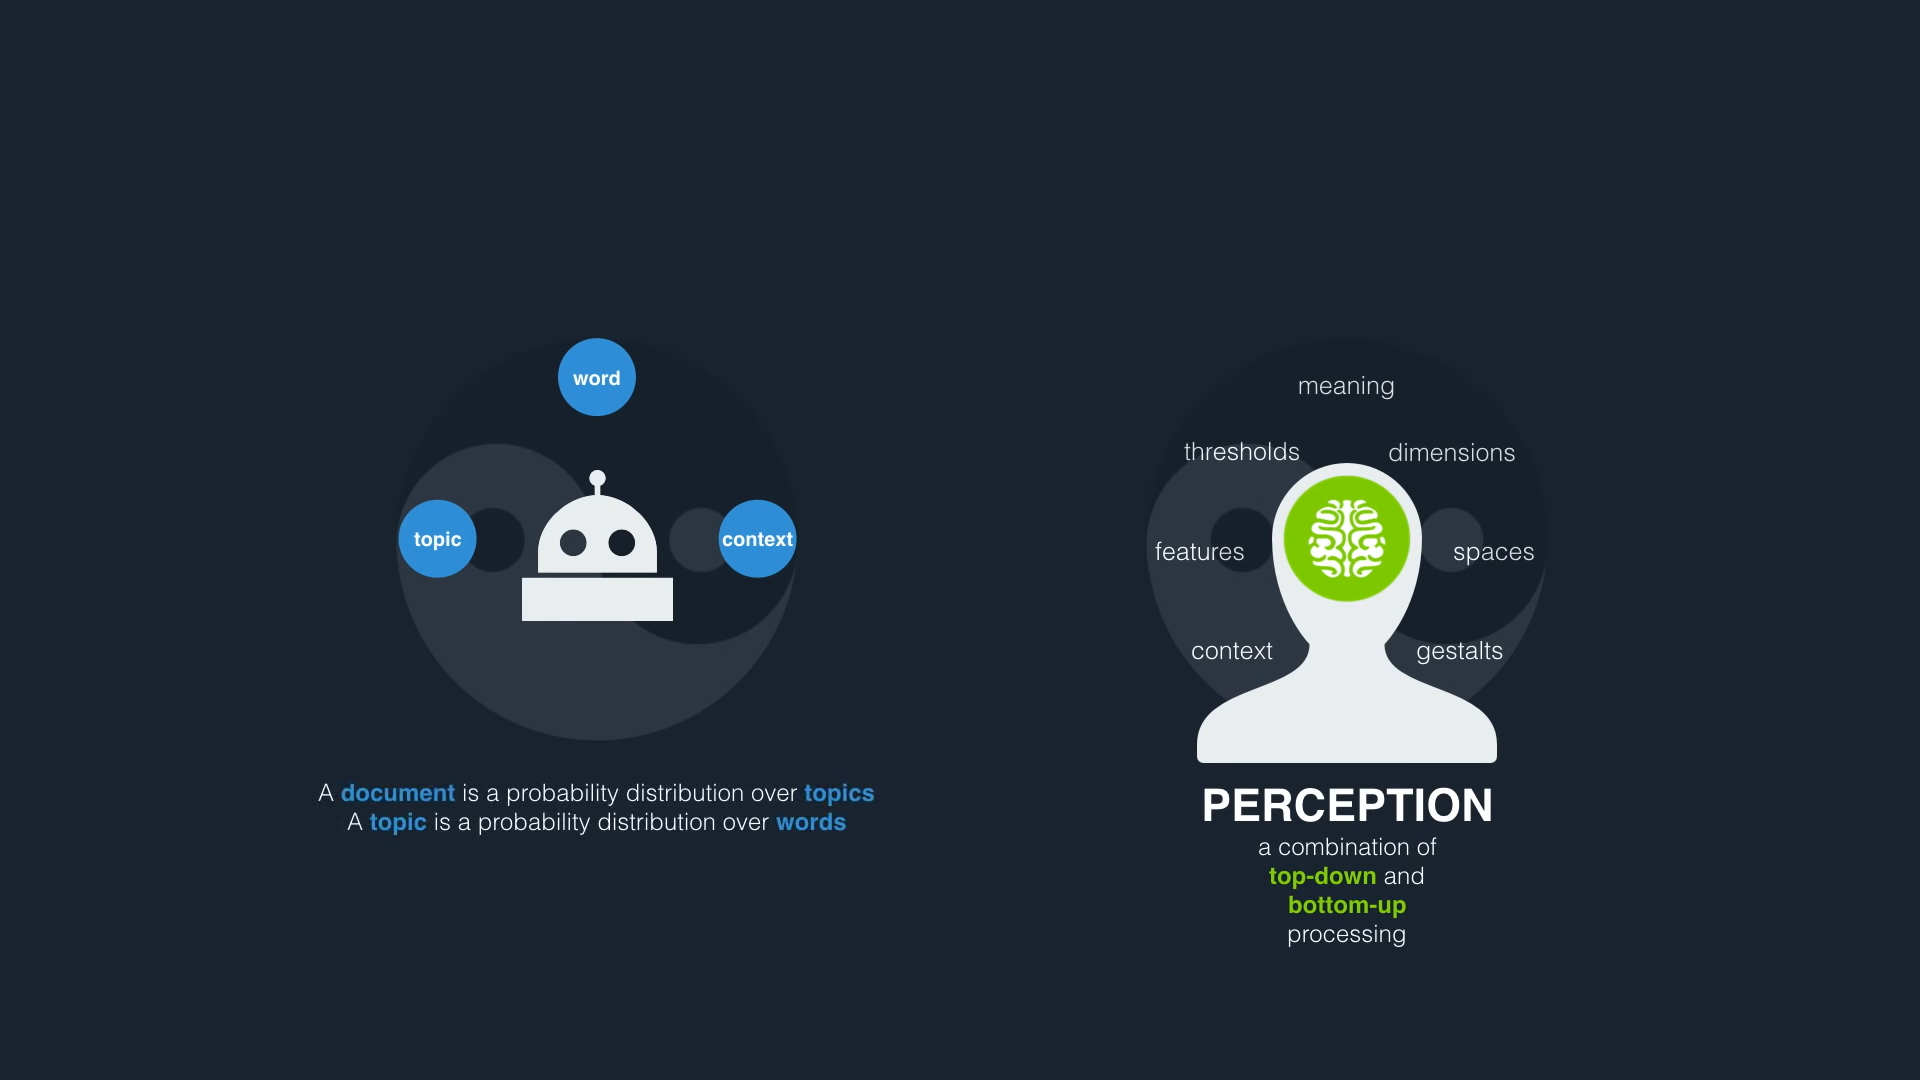 word
topic
context
A document is a probability distribution over topics
A topic is a probability distribution over words
meaning
thresholds
dimensions
features
spaces
context
gestalts
PERCEPTION
a combination of
top-down and
bottom-up
processing